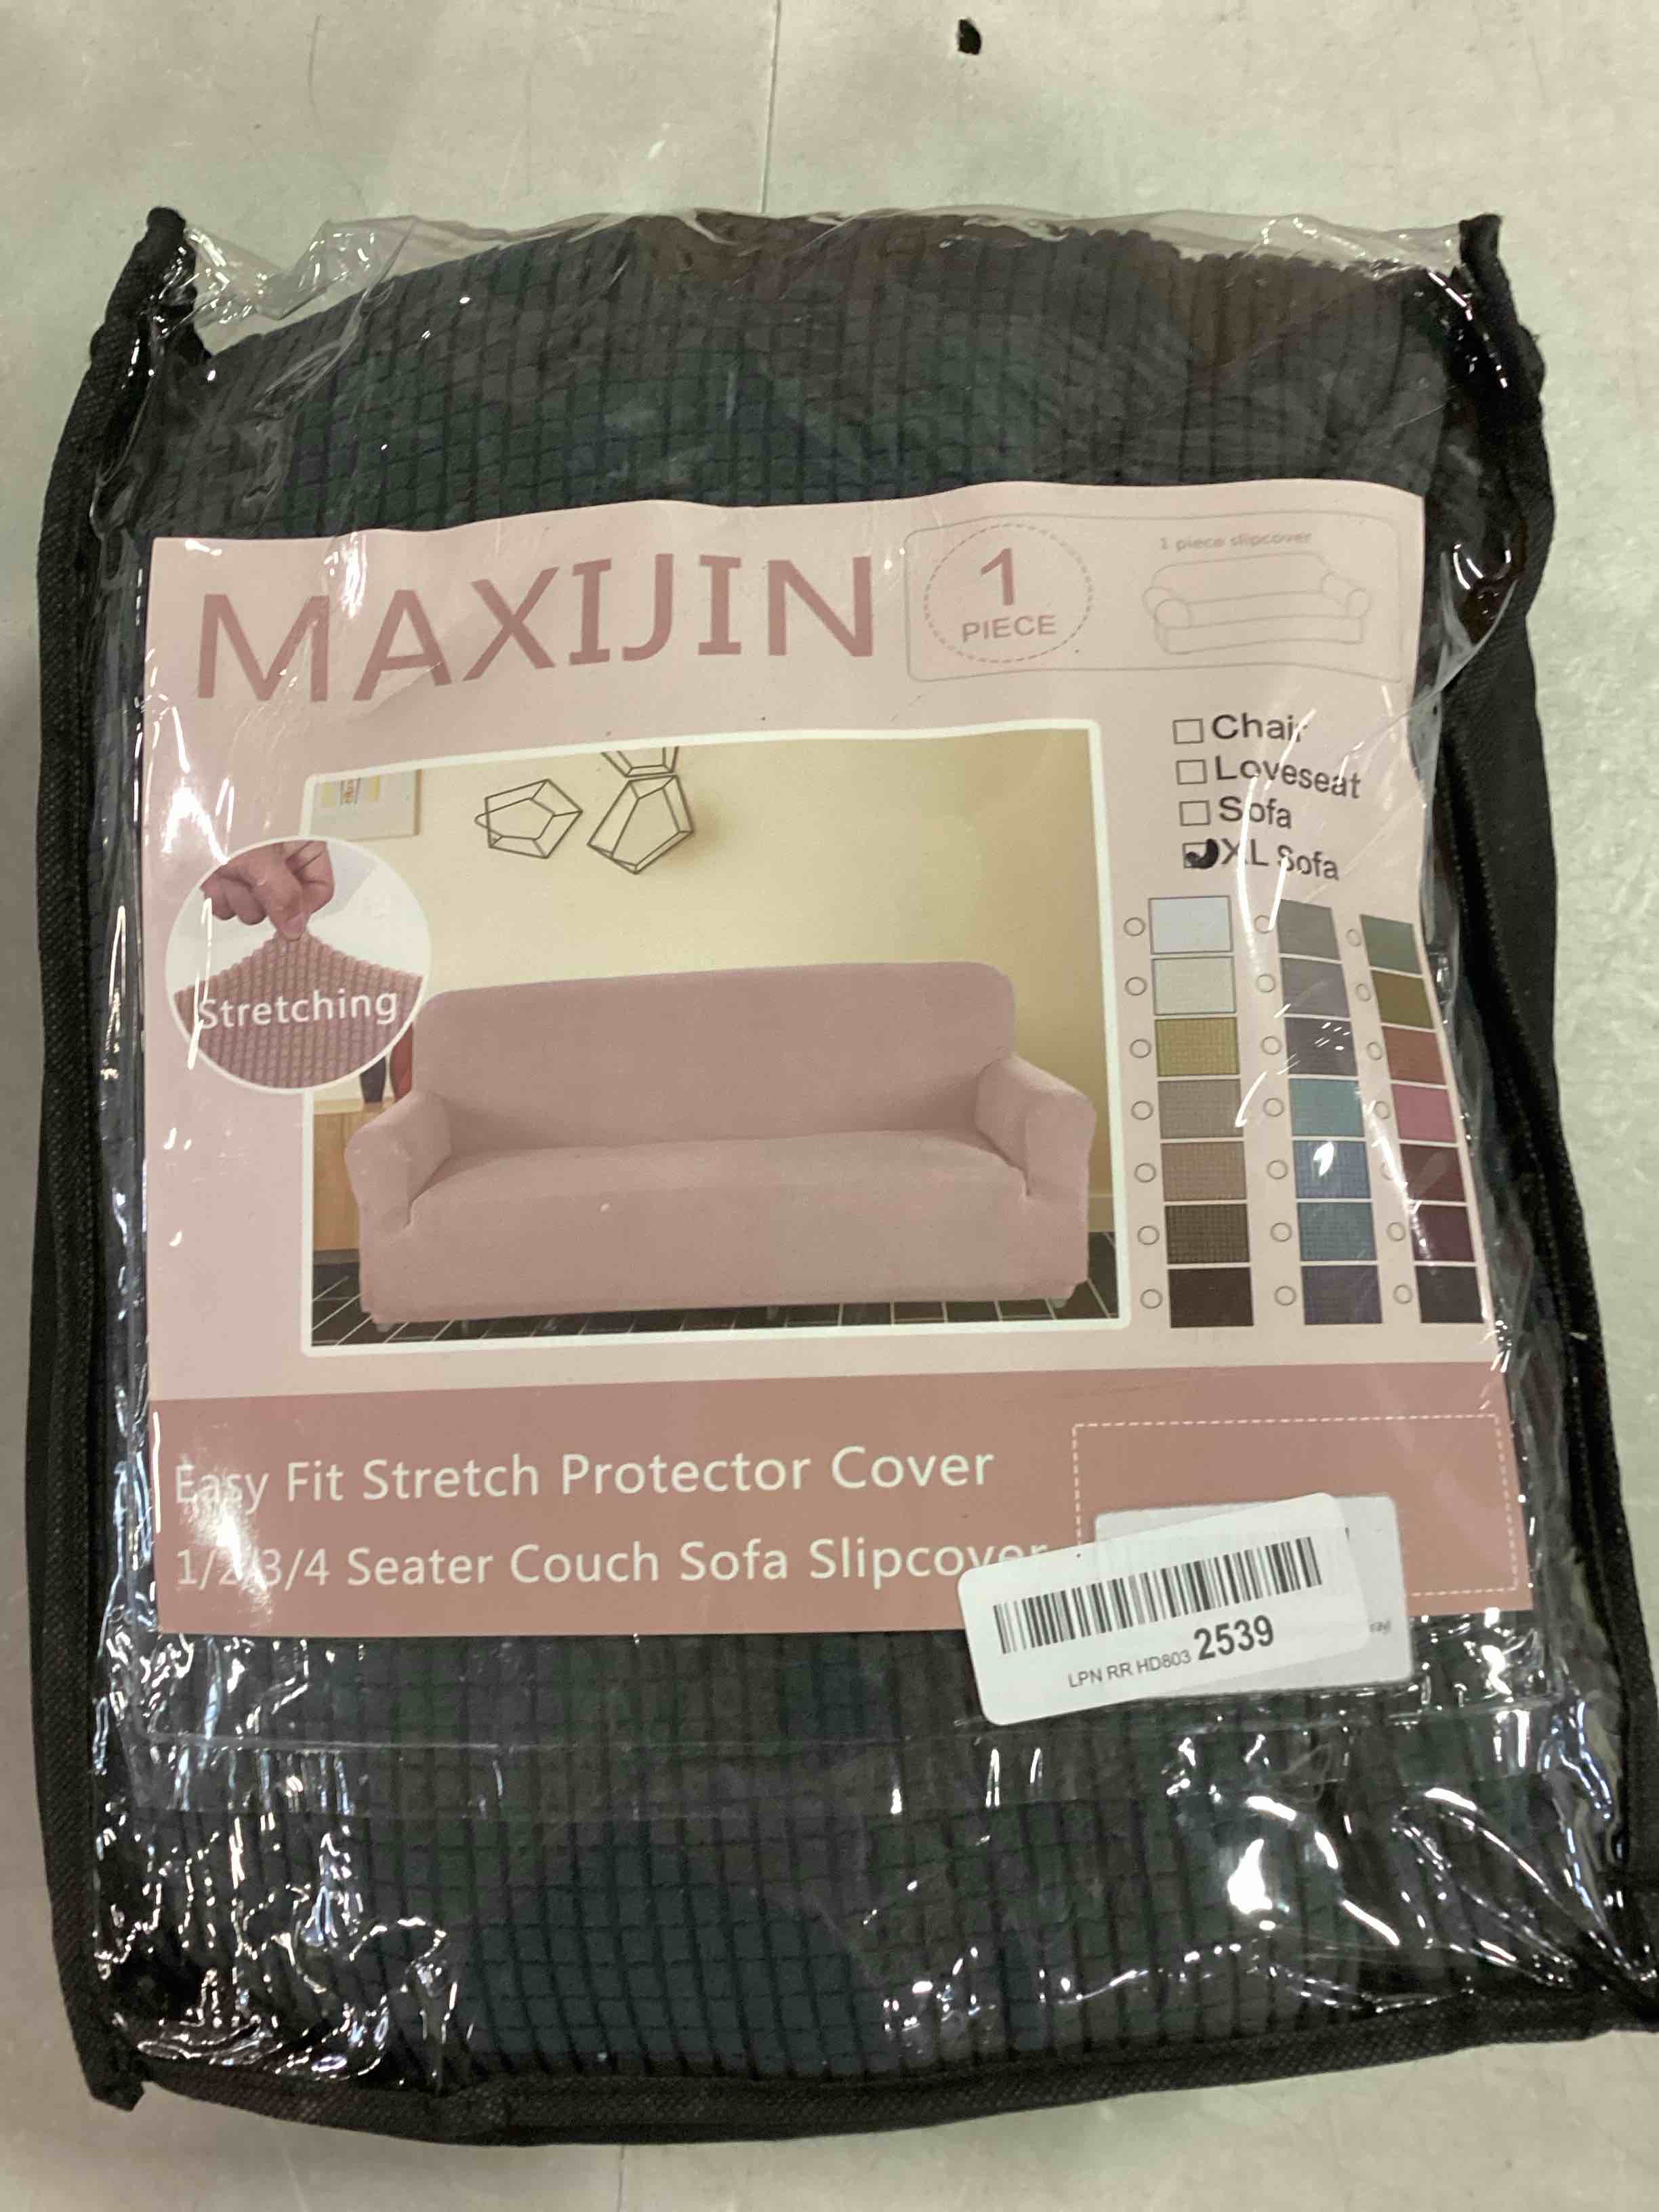 MAXIJIN
1
PIECE
1 piece slipcover
Chair
Loveseat
Sofa
XL Sofa
Stretching
Easy Fit Stretch Protector Cover
1/2/3/4 Seater Couch Sofa Slipcover
LPN RR HD803 2539